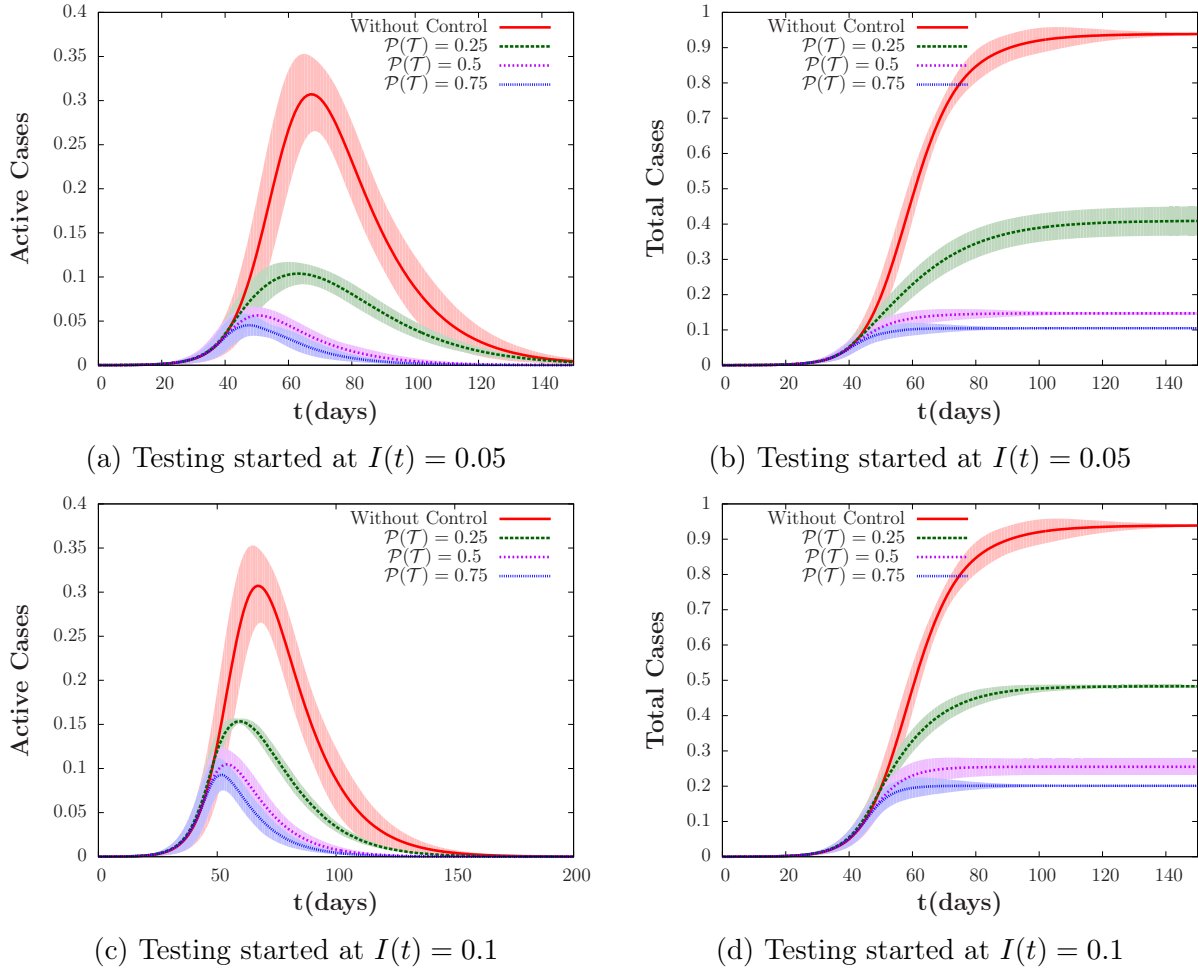 Active Cases
0.4
0.35
0.3
0.25
0.2
0.15
0.1
0.05
0
Without Control
𝒫(𝒯) = 0.25
𝒫(𝒯) = 0.5
𝒫(𝒯) = 0.75
0 20 40 60 80 100 120 140
t(days)
(a) Testing started at I(t) = 0.05
Total Cases
1
0.9
0.8
0.7
0.6
0.5
0.4
0.3
0.2
0.1
0
Without Control
𝒫(𝒯) = 0.25
𝒫(𝒯) = 0.5
𝒫(𝒯) = 0.75
0 20 40 60 80 100 120 140
t(days)
(b) Testing started at I(t) = 0.05
Active Cases
0.4
0.35
0.3
0.25
0.2
0.15
0.1
0.05
0
Without Control
𝒫(𝒯) = 0.25
𝒫(𝒯) = 0.5
𝒫(𝒯) = 0.75
0 50 100 150 200
t(days)
(c) Testing started at I(t) = 0.1
Total Cases
1
0.9
0.8
0.7
0.6
0.5
0.4
0.3
0.2
0.1
0
Without Control
𝒫(𝒯) = 0.25
𝒫(𝒯) = 0.5
𝒫(𝒯) = 0.75
0 20 40 60 80 100 120 140
t(days)
(d) Testing started at I(t) = 0.1